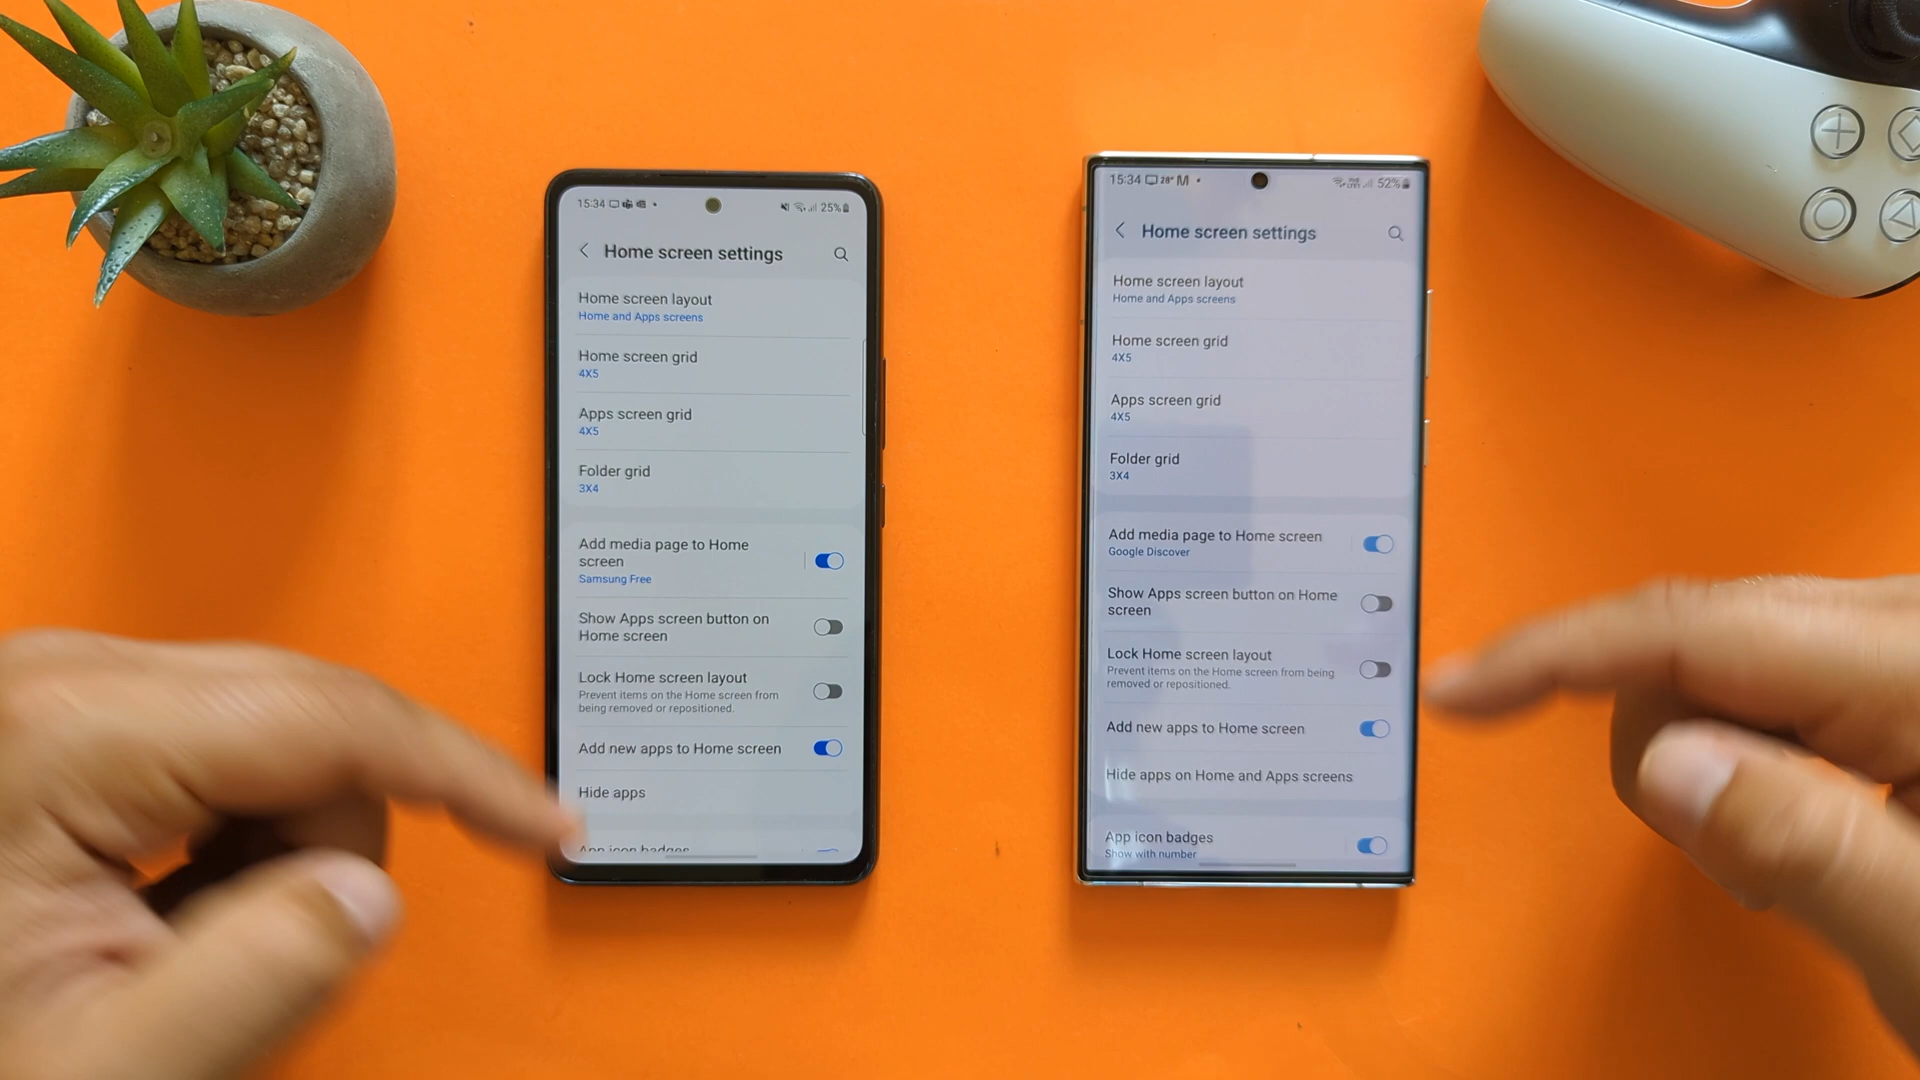 15:34
25%
Home screen settings
Home screen layout
Home and Apps screens
Home screen grid
4X5
Apps screen grid
4X5
Folder grid
3X4
Add media page to Home
screen
Samsung Free
Show Apps screen button on
Home screen
Lock Home screen layout
Prevent items on the Home screen from
being removed or repositioned.
Add new apps to Home screen
Hide apps
App icon badges
15:34 28° M
52%
Home screen settings
Home screen layout
Home and Apps screens
Home screen grid
4X5
Apps screen grid
4X5
Folder grid
3X4
Add media page to Home screen
Google Discover
Show Apps screen button on Home
screen
Lock Home screen layout
Prevent items on the Home screen from being
removed or repositioned.
Add new apps to Home screen
Hide apps on Home and Apps screens
App icon badges
Show with number